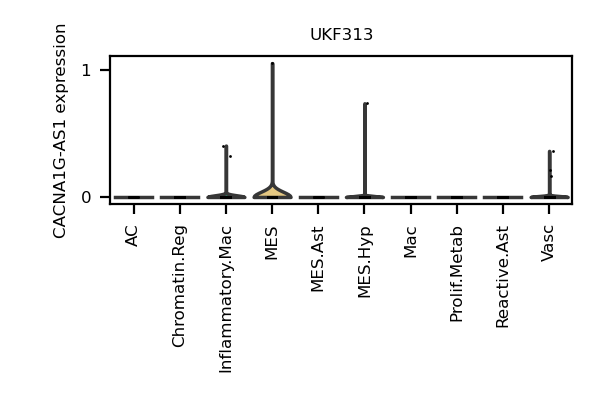 UKF313
CACNA1G-AS1 expression
1
0
AC
Chromatin.Reg
Inflammatory.Mac
MES
MES.Ast
MES.Hyp
Mac
Prolif.Metab
Reactive.Ast
Vasc